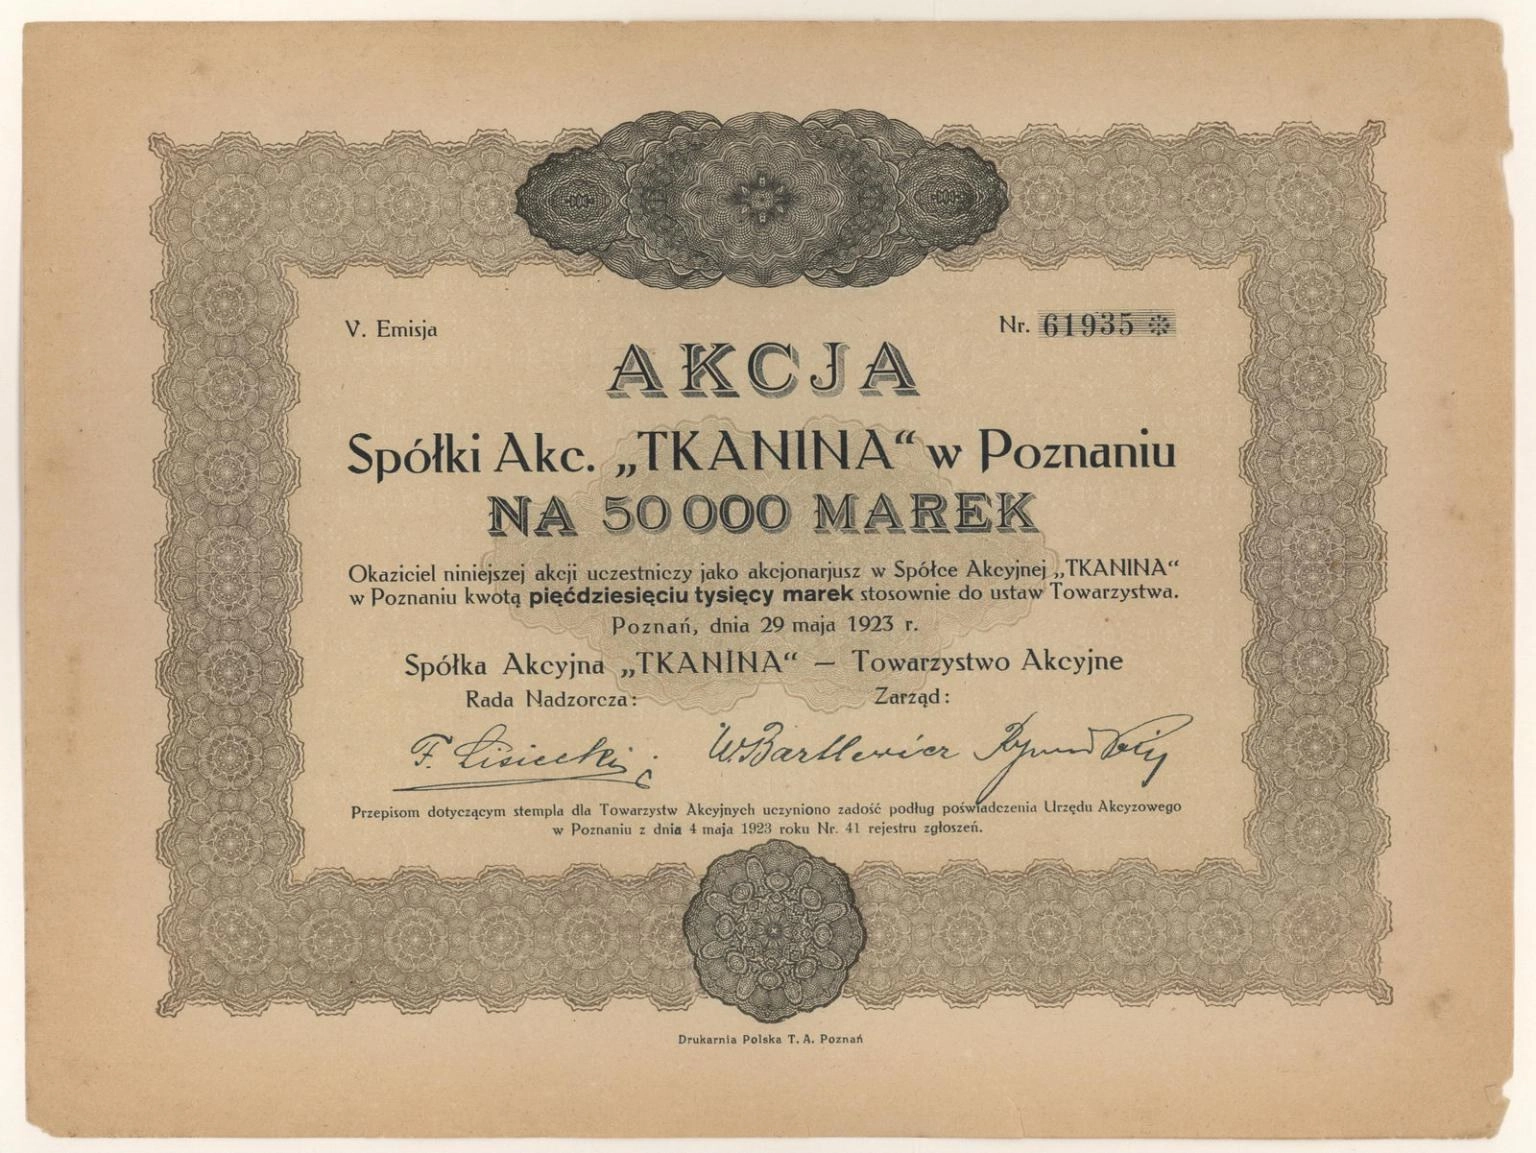 V. Emisja
Nr. 61935 *
AKCJA
Spółki Akc. „TKANINA“ w Poznaniu
NA 50 000 MAREK
Okaziciel niniejszej akcji uczestniczy jako akcjonarjusz w Spółce Akcyjnej „TKANINA“
w Poznaniu kwotą pięćdziesięciu tysięcy marek stosownie do ustaw Towarzystwa.
Poznań, dnia 29 maja 1923 r.
Spółka Akcyjna „TKANINA“ — Towarzystwo Akcyjne
Rada Nadzorcza: Zarząd:
F. Lisiecki W. Bartlewicz
Przepisom dotyczącym stempla dla Towarzystw Akcyjnych uczyniono zadość podług poświadczenia Urzędu Akcyzowego
w Poznaniu z dnia 4 maja 1923 roku Nr. 41 rejestru zgłoszeń.
Drukarnia Polska T. A. Poznań